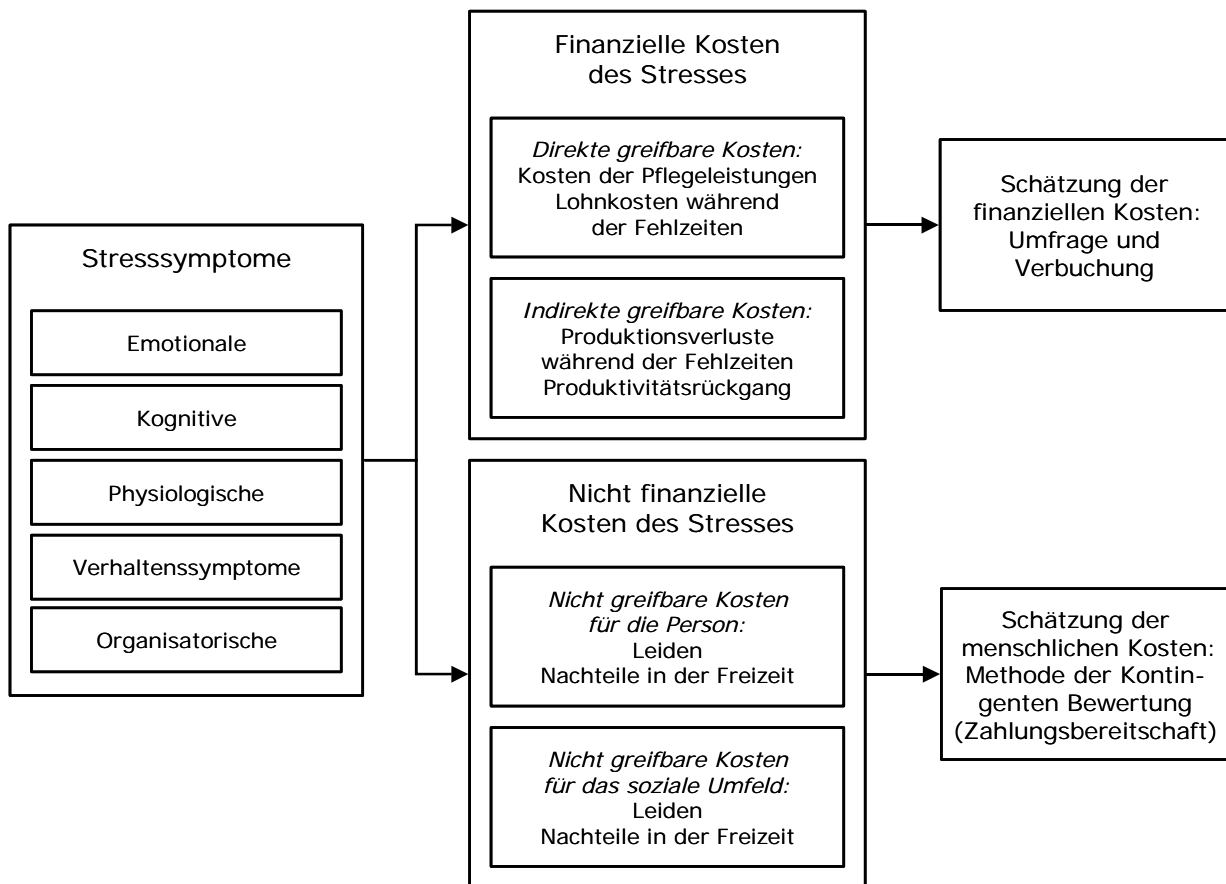 Stresssymptome
Emotionale
Kognitive
Physiologische
Verhaltenssymptome
Organisatorische
Finanzielle Kosten
des Stresses
Direkte greifbare Kosten:
Kosten der Pflegeleistungen
Lohnkosten während
der Fehlzeiten
Indirekte greifbare Kosten:
Produktionsverluste
während der Fehlzeiten
Produktivitätsrückgang
Nicht finanzielle
Kosten des Stresses
Nicht greifbare Kosten
für die Person:
Leiden
Nachteile in der Freizeit
Nicht greifbare Kosten
für das soziale Umfeld:
Leiden
Nachteile in der Freizeit
Schätzung der
finanziellen Kosten:
Umfrage und
Verbuchung
Schätzung der
menschlichen Kosten:
Methode der Kontin-
genten Bewertung
(Zahlungsbereitschaft)